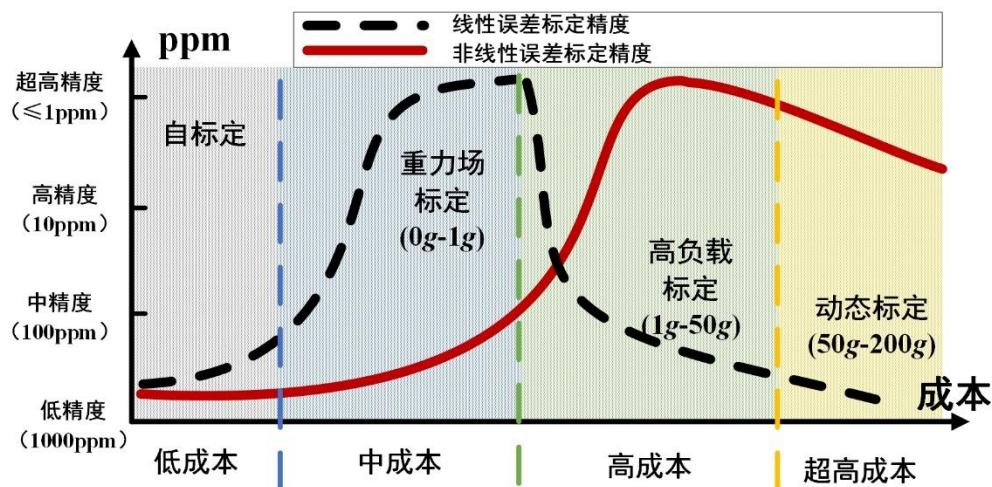 线性误差标定精度
非线性误差标定精度
ppm
超高精度
(≤1ppm)
高精度
(10ppm)
中精度
(100ppm)
低精度
(1000ppm)
自标定
重力场
标定
(0g-1g)
高负载
标定
(1g-50g)
动态标定
(50g-200g)
成本
低成本
中成本
高成本
超高成本